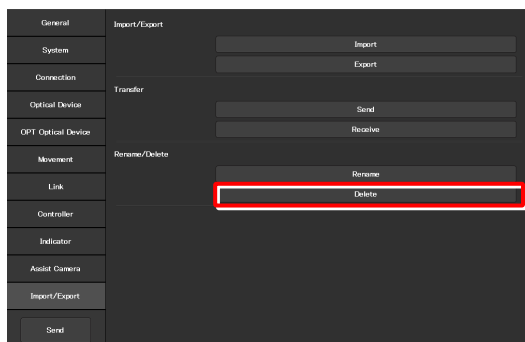 General
System
Connection
Optical Device
OPT Optical Device
Movement
Link
Controller
Indicator
Assist Camera
Import/Export
Send
Import/Export
Import
Export
Transfer
Send
Receive
Rename/Delete
Rename
Delete